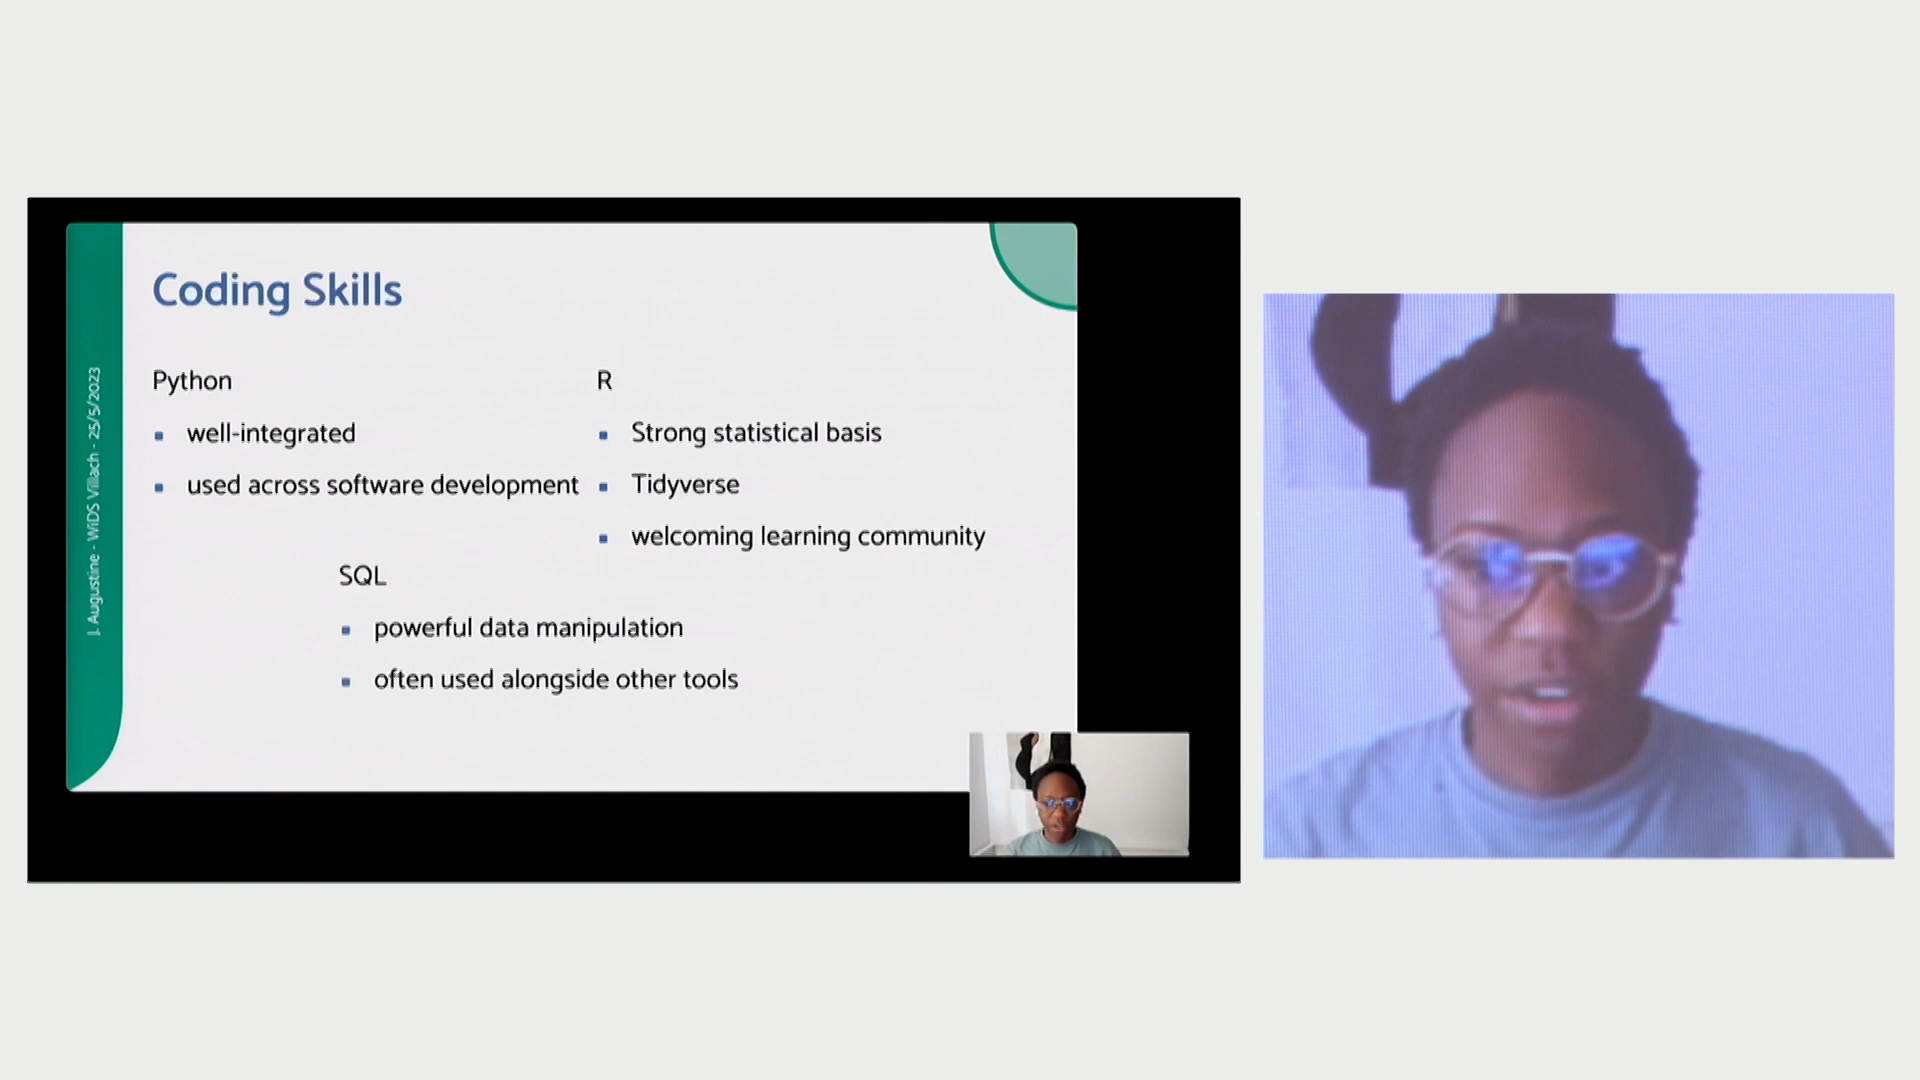 Coding Skills
Python
well-integrated
used across software development
R
Strong statistical basis
Tidyverse
welcoming learning community
SQL
powerful data manipulation
often used alongside other tools
J. Augustine - WiDS Villach - 25/5/2023